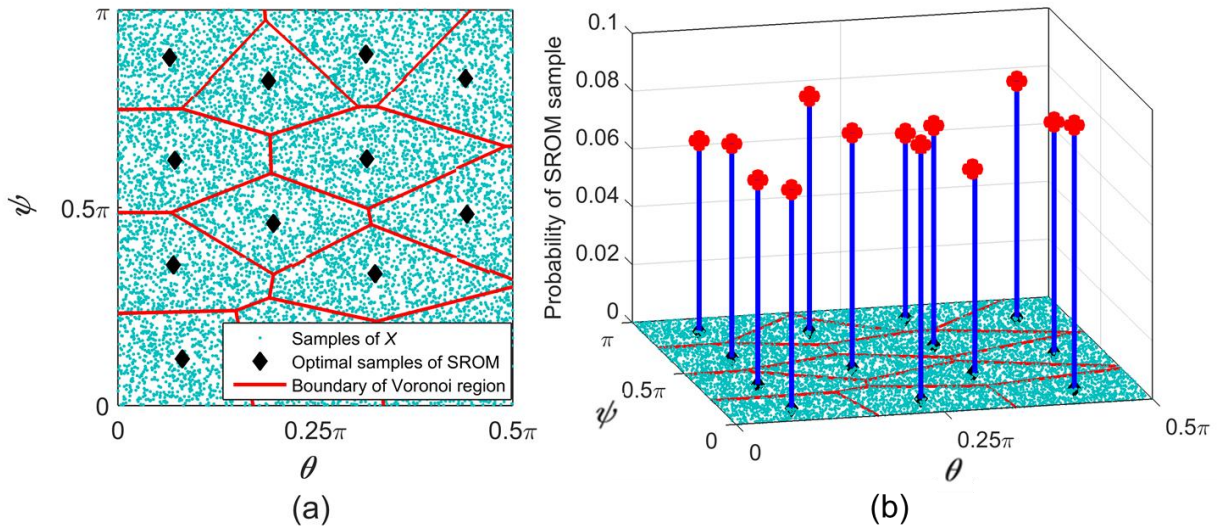 π
0.5π
0
ψ
Samples of X
Optimal samples of SROM
Boundary of Voronoi region
0
0.25π
0.5π
θ
(a)
0.1
0.08
0.06
0.04
0.02
0
Probability of SROM sample
π
0.5π
0
ψ
0
0.25π
0.5π
θ
(b)